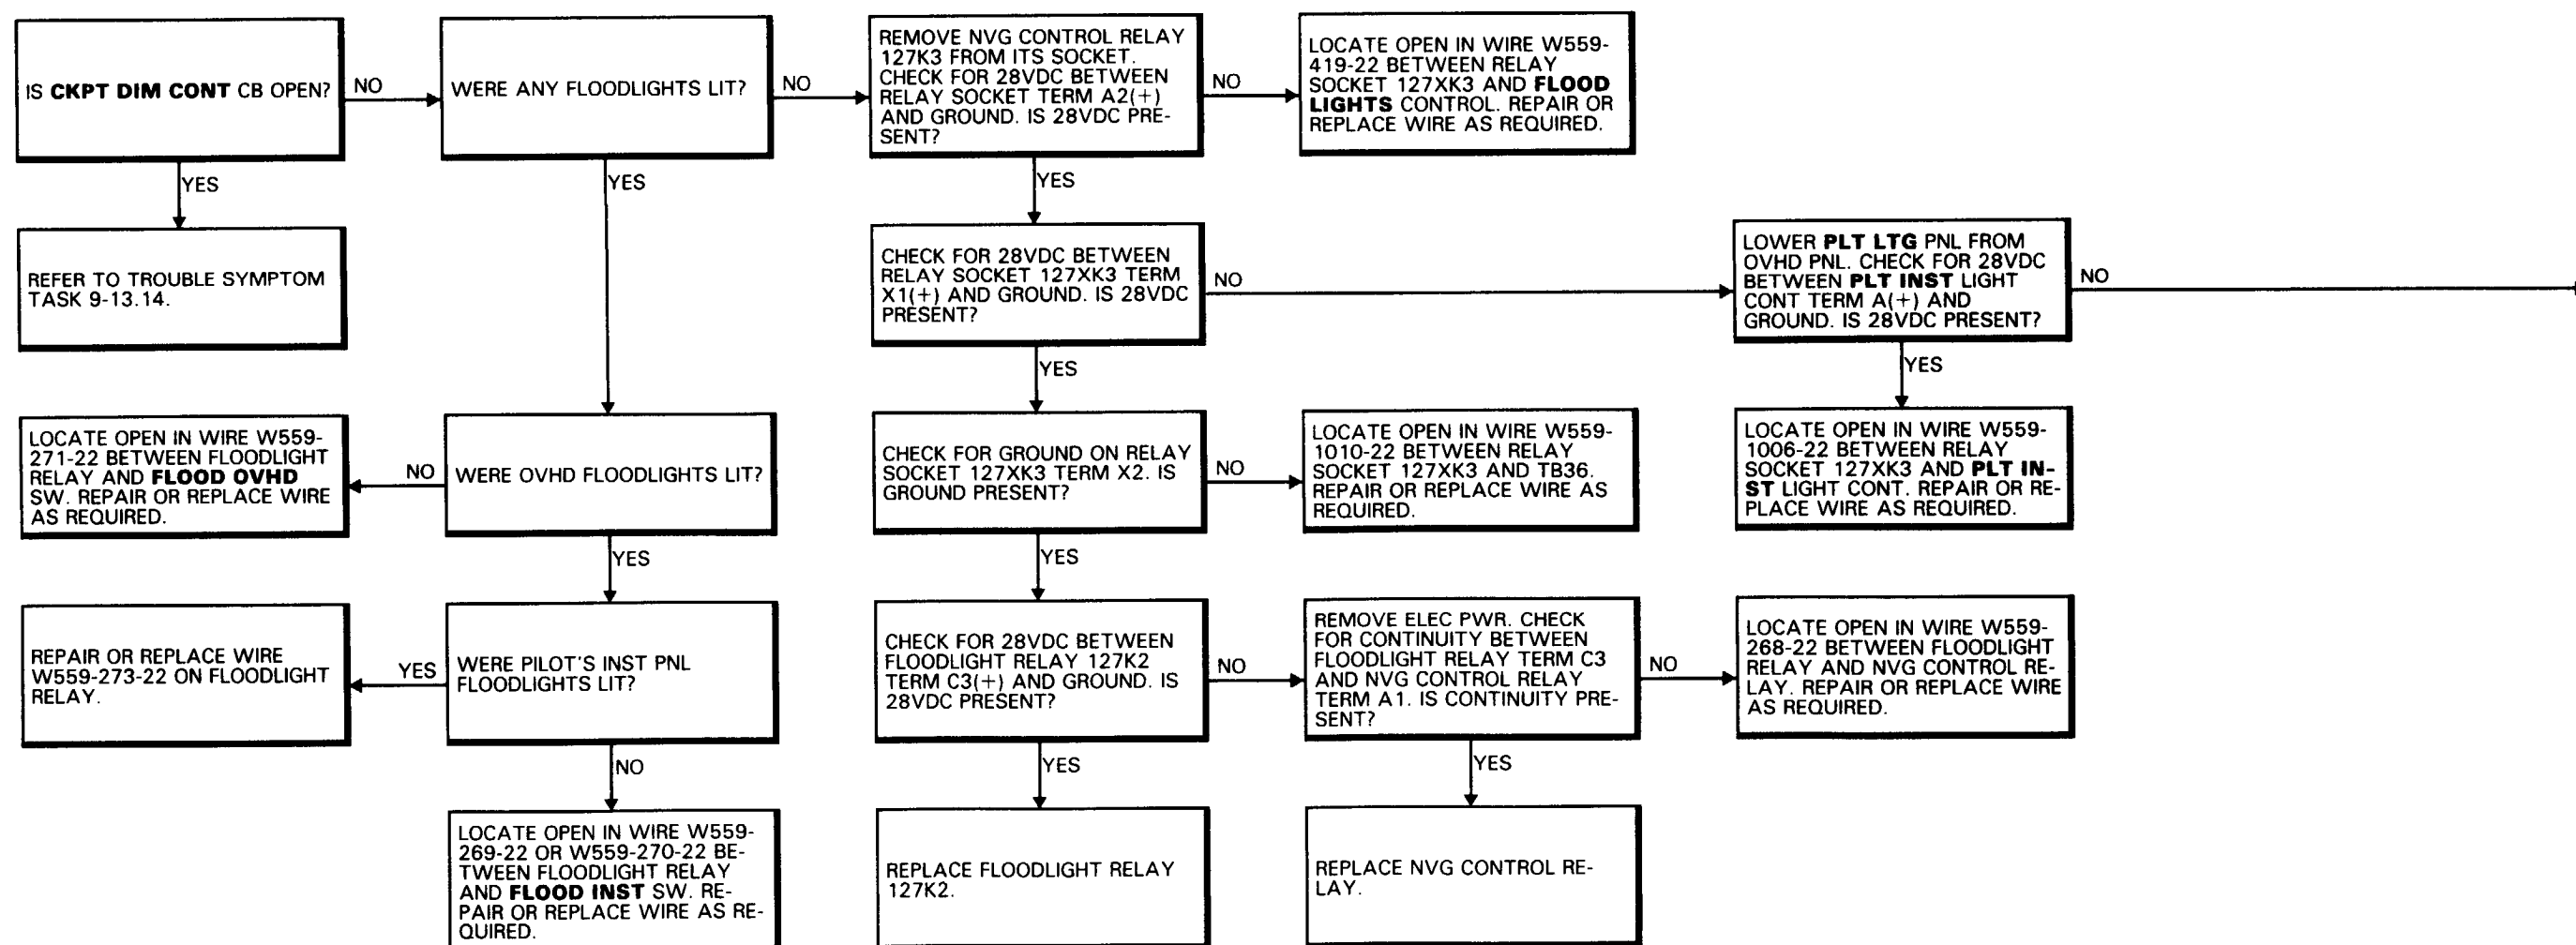 IS CKPT DIM CONT CB OPEN?
NO
YES
WERE ANY FLOODLIGHTS LIT?
NO
YES
REMOVE NVG CONTROL RELAY
127K3 FROM ITS SOCKET.
CHECK FOR 28VDC BETWEEN
RELAY SOCKET TERM A2(+)
AND GROUND. IS 28VDC PRE-
SENT?
NO
YES
LOCATE OPEN IN WIRE W559-
419-22 BETWEEN RELAY
SOCKET 127XK3 AND FLOOD
LIGHTS CONTROL. REPAIR OR
REPLACE WIRE AS REQUIRED.
REFER TO TROUBLE SYMPTOM
TASK 9-13.14.
CHECK FOR 28VDC BETWEEN
RELAY SOCKET 127XK3 TERM
X1(+) AND GROUND. IS 28VDC
PRESENT?
NO
YES
LOWER PLT LTG PNL FROM
OVHD PNL. CHECK FOR 28VDC
BETWEEN PLT INST LIGHT
CONT TERM A(+) AND
GROUND. IS 28VDC PRESENT?
NO
YES
LOCATE OPEN IN WIRE W559-
271-22 BETWEEN FLOODLIGHT
RELAY AND FLOOD OVHD
SW. REPAIR OR REPLACE WIRE
AS REQUIRED.
NO
WERE OVHD FLOODLIGHTS LIT?
YES
CHECK FOR GROUND ON RELAY
SOCKET 127XK3 TERM X2. IS
GROUND PRESENT?
NO
YES
LOCATE OPEN IN WIRE W559-
1010-22 BETWEEN RELAY
SOCKET 127XK3 AND TB36.
REPAIR OR REPLACE WIRE AS
REQUIRED.
LOCATE OPEN IN WIRE W559-
1006-22 BETWEEN RELAY
SOCKET 127XK3 AND PLT IN-
ST LIGHT CONT. REPAIR OR RE-
PLACE WIRE AS REQUIRED.
REPAIR OR REPLACE WIRE
W559-273-22 ON FLOODLIGHT
RELAY.
YES
WERE PILOT'S INST PNL
FLOODLIGHTS LIT?
NO
CHECK FOR 28VDC BETWEEN
FLOODLIGHT RELAY 127K2
TERM C3(+) AND GROUND. IS
28VDC PRESENT?
NO
YES
REMOVE ELEC PWR. CHECK
FOR CONTINUITY BETWEEN
FLOODLIGHT RELAY TERM C3
AND NVG CONTROL RELAY
TERM A1. IS CONTINUITY PRE-
SENT?
NO
YES
LOCATE OPEN IN WIRE W559-
268-22 BETWEEN FLOODLIGHT
RELAY AND NVG CONTROL RE-
LAY. REPAIR OR REPLACE WIRE
AS REQUIRED.
LOCATE OPEN IN WIRE W559-
269-22 OR W559-270-22 BE-
TWEEN FLOODLIGHT RELAY
AND FLOOD INST SW. RE-
PAIR OR REPLACE WIRE AS RE-
QUIRED.
REPLACE FLOODLIGHT RELAY
127K2.
REPLACE NVG CONTROL RE-
LAY.